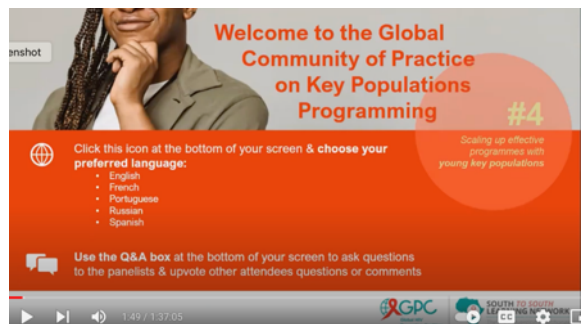 enshot
Welcome to the Global
Community of Practice
on Key Populations
Programming
#4
Scaling up effective
programmes with
young key populations
Click this icon at the bottom of your screen & choose your
preferred language:
• English
• French
• Portuguese
• Russian
• Spanish
Use the Q&A box at the bottom of your screen to ask questions
to the panelists & upvote other attendees questions or comments
1:49 / 1:37:05
GPC
SOUTH TO SOUTH
LEARNING NETWORK
CC